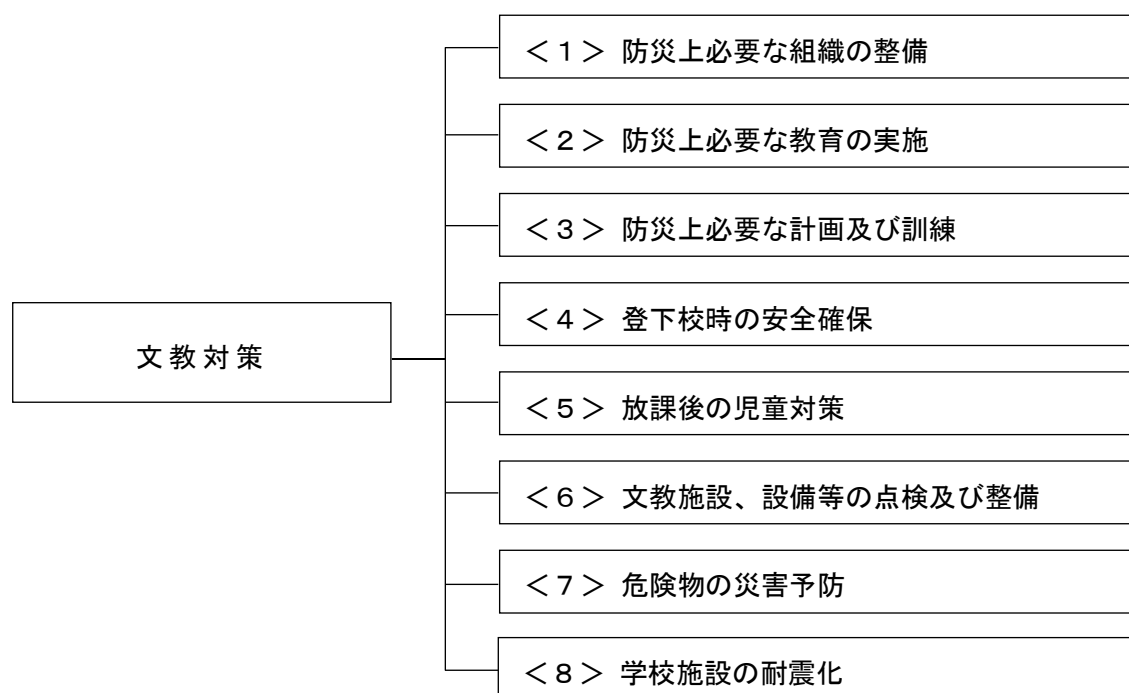 文教対策
＜１＞ 防災上必要な組織の整備
＜２＞ 防災上必要な教育の実施
＜３＞ 防災上必要な計画及び訓練
＜４＞ 登下校時の安全確保
＜５＞ 放課後の児童対策
＜６＞ 文教施設、設備等の点検及び整備
＜７＞ 危険物の災害予防
＜８＞ 学校施設の耐震化